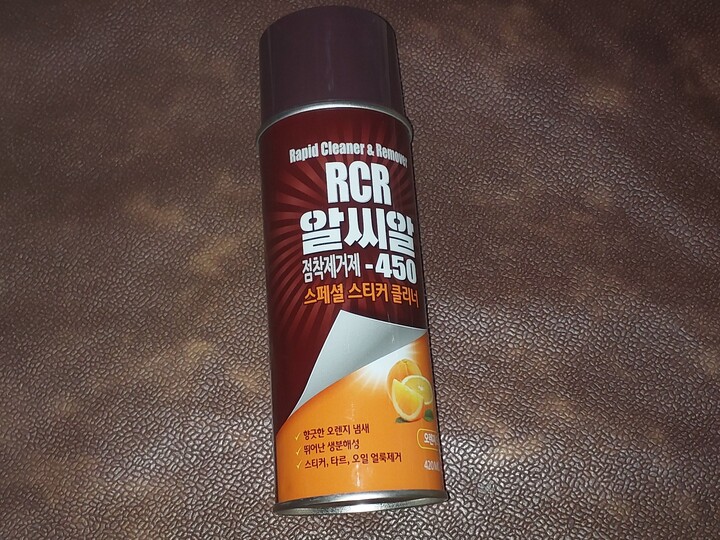 Rapid Cleaner & Remover
RCR
알씨알
점착제거제 -450
스페셜 스티커 클리너
✓ 향긋한 오렌지 냄새
✓ 뛰어난 생분해성
✓ 스티커, 타르, 오일 얼룩제거